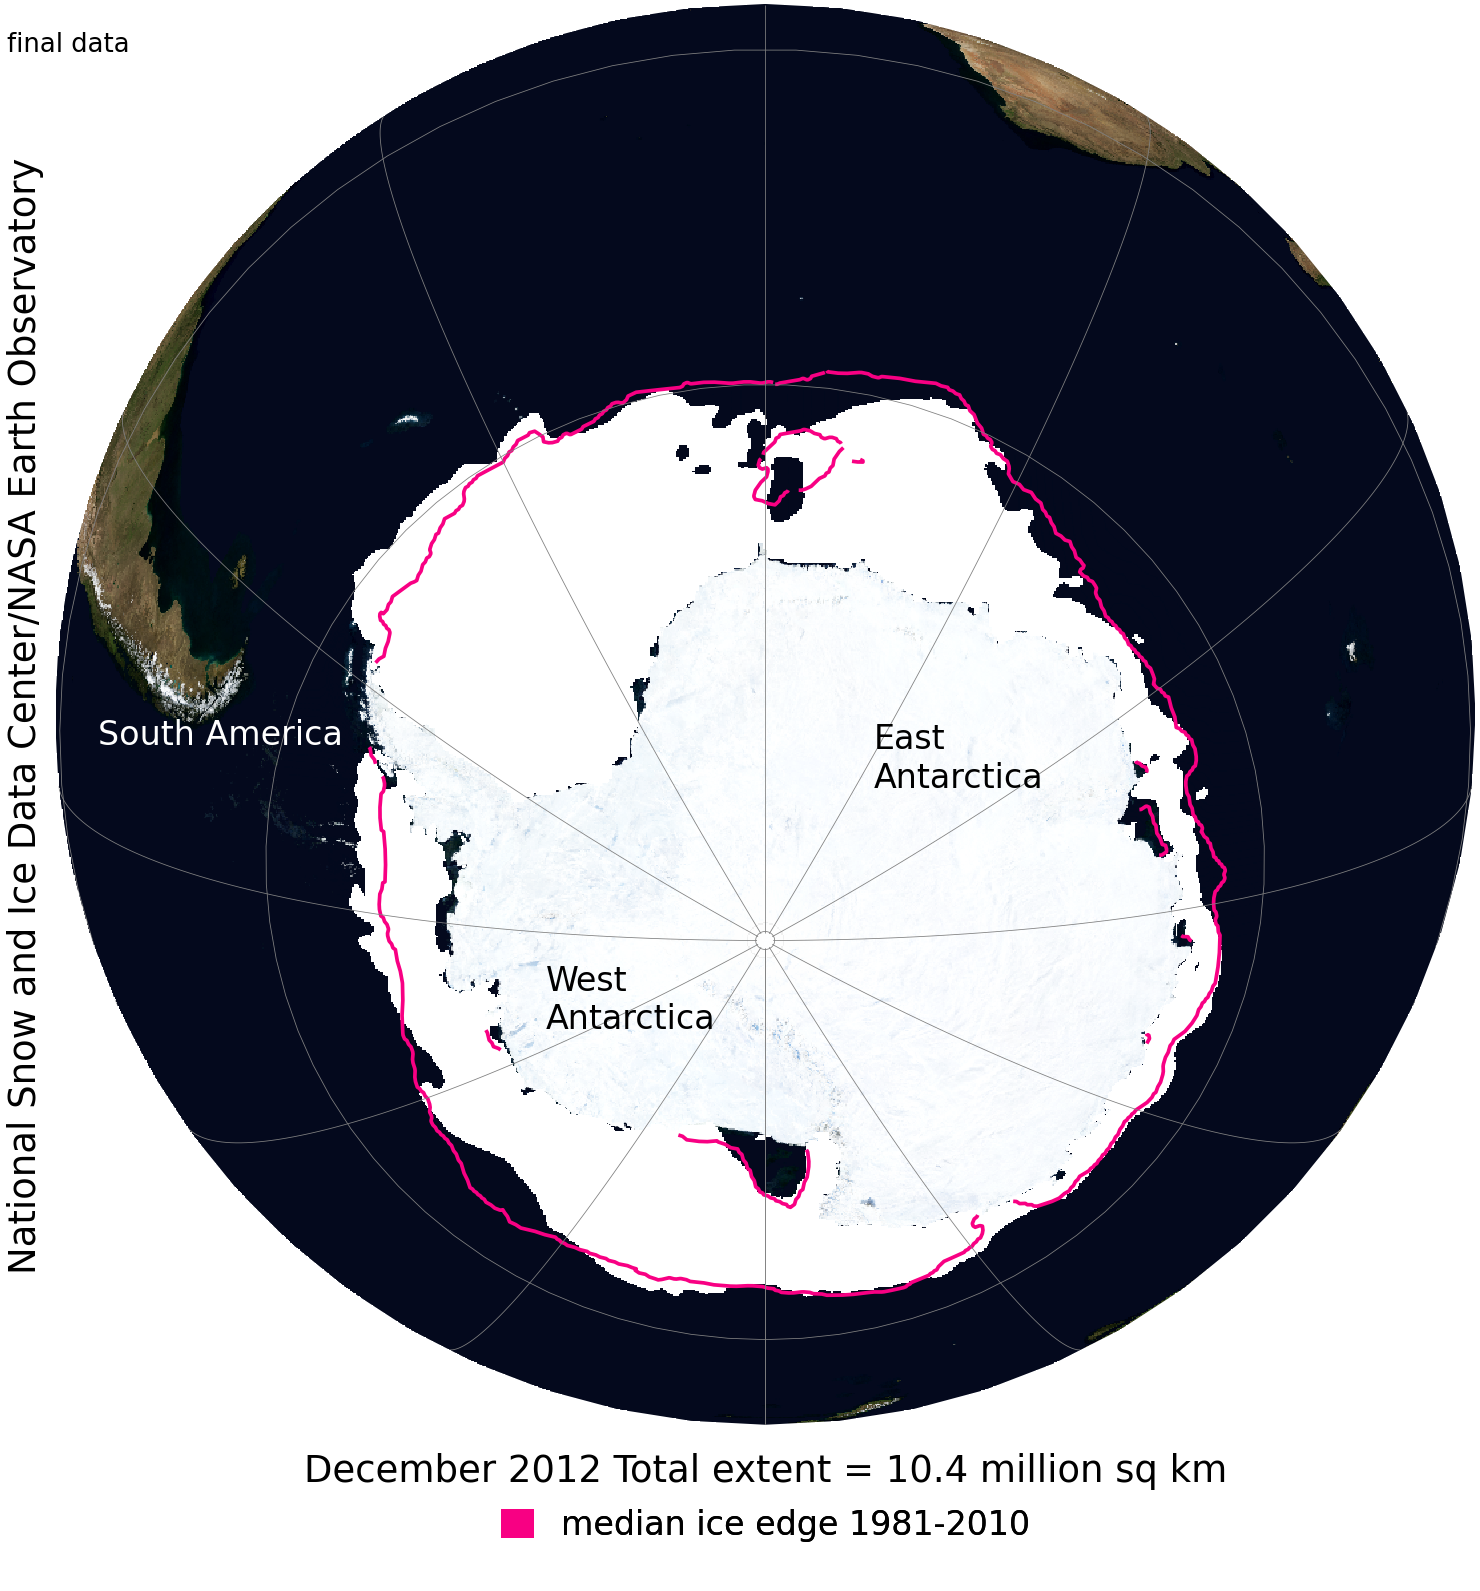 final data
National Snow and Ice Data Center/NASA Earth Observatory
South America
East
Antarctica
West
Antarctica
December 2012 Total extent = 10.4 million sq km
median ice edge 1981-2010